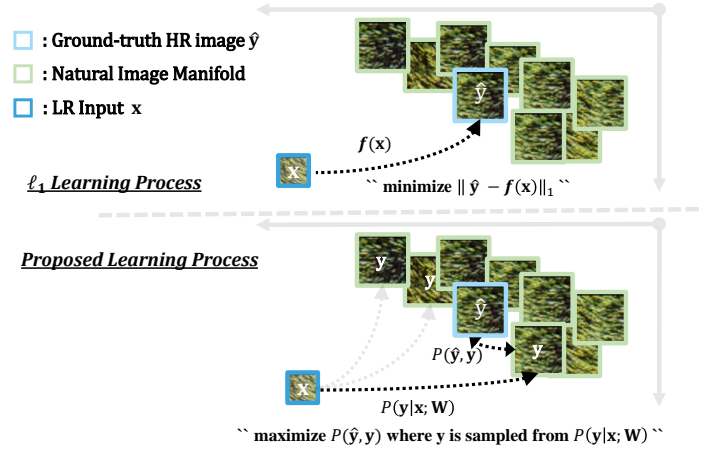 : Ground-truth HR image ŷ
: Natural Image Manifold
: LR Input x
ŷ
f(x)
x
ℓ₁ Learning Process
`` minimize ‖ ŷ − f(x)‖₁ ``
Proposed Learning Process
y
y
ŷ
P(ŷ, y)
y
x
P(y|x; W)
`` maximize P(ŷ, y) where y is sampled from P(y|x; W) ``